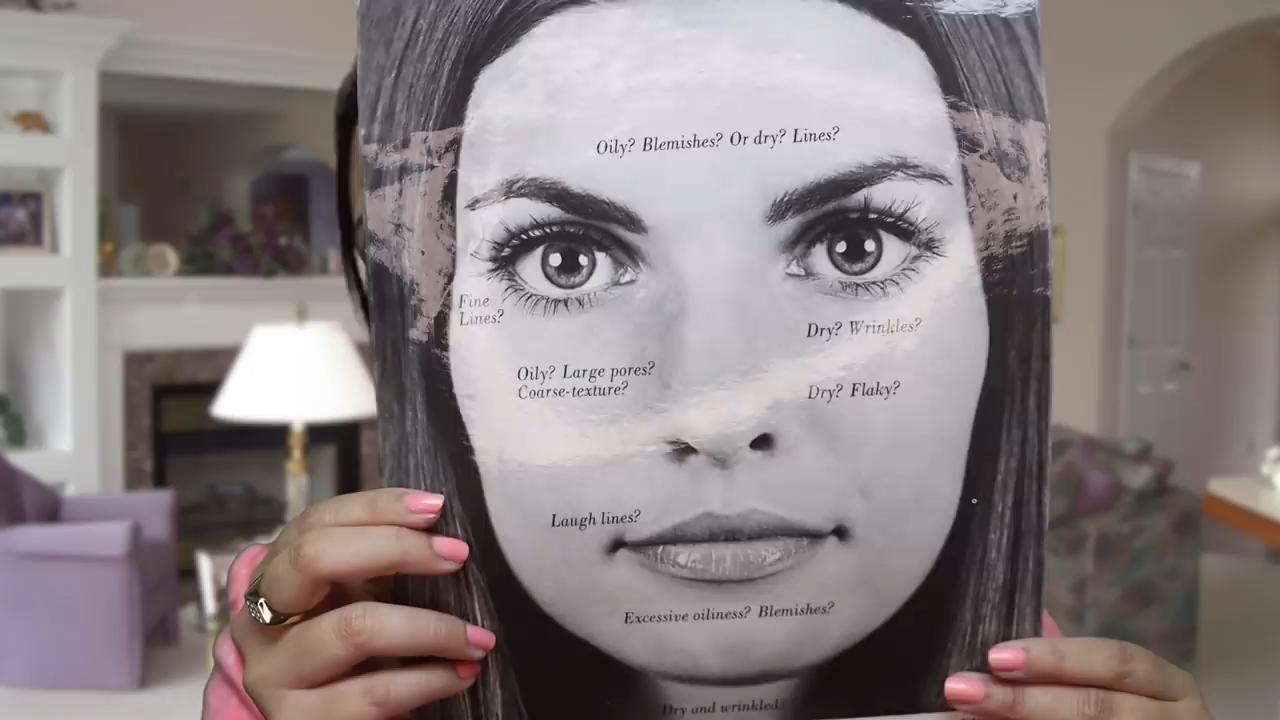 Oily? Blemishes? Or dry? Lines?
Fine
Lines?
Dry? Wrinkles?
Oily? Large pores?
Coarse-texture?
Dry? Flaky?
Laugh lines?
Excessive oiliness? Blemishes?
Dry and wrinkled